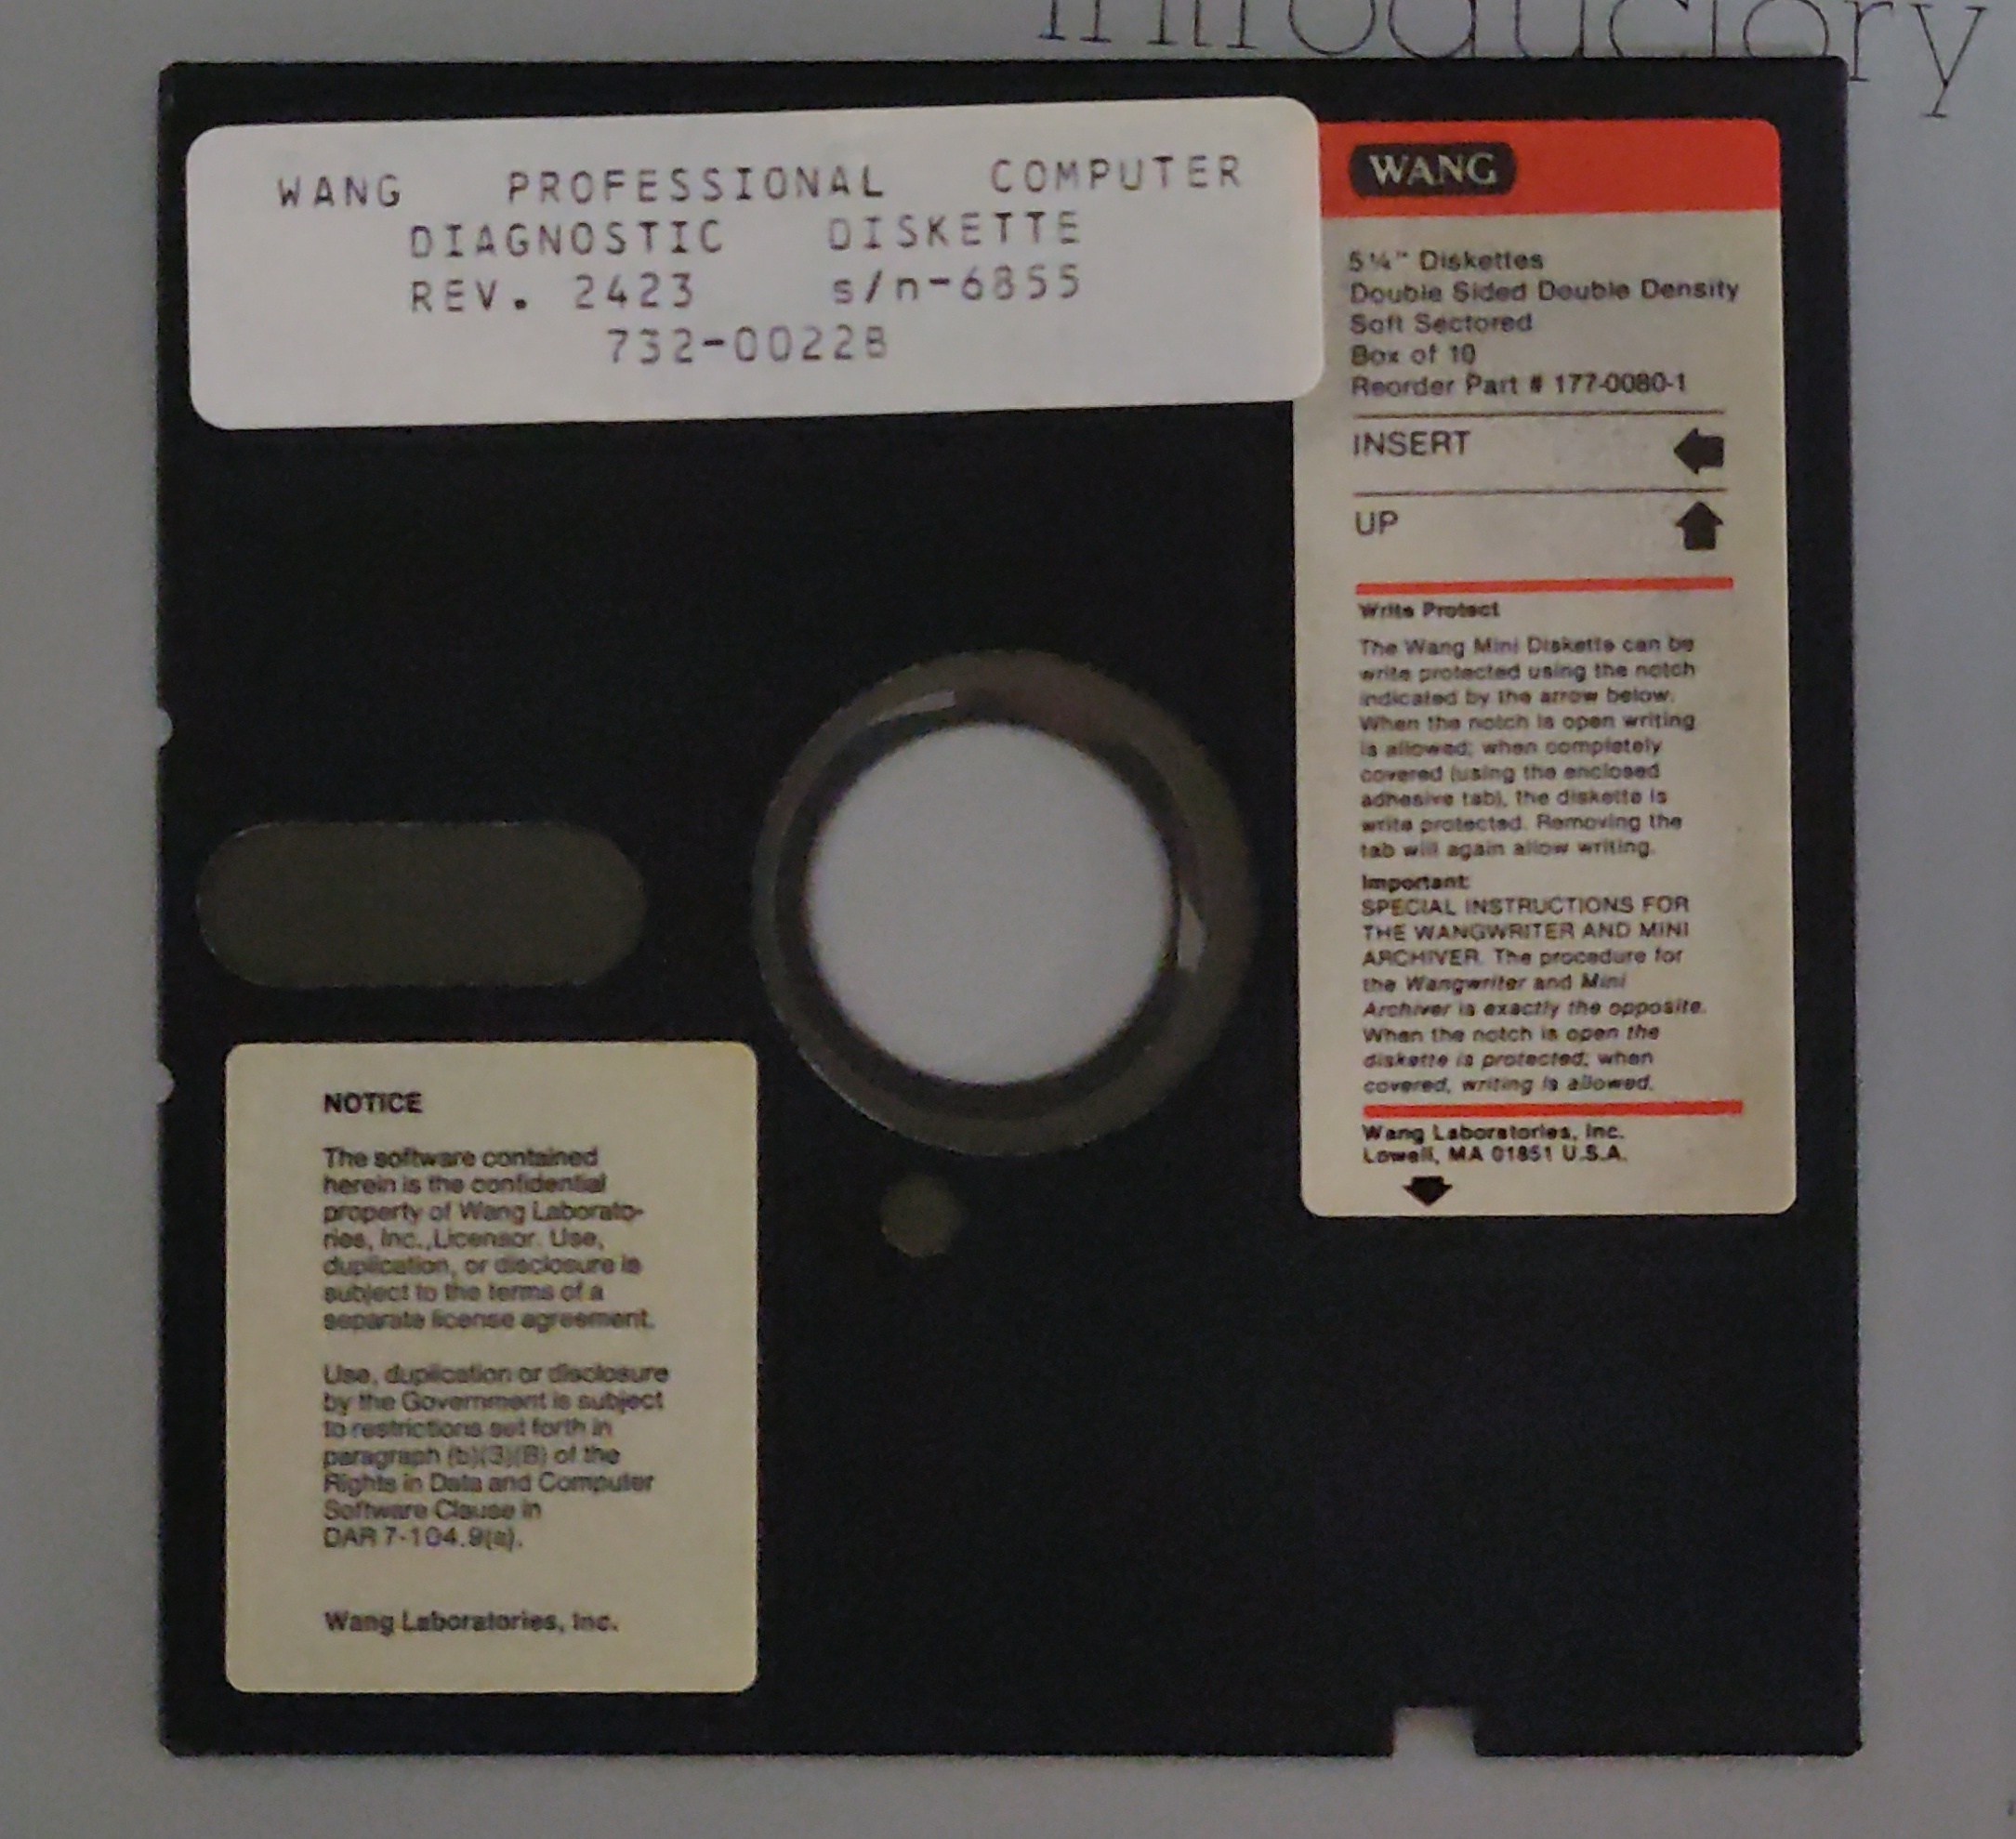 Introductory
WANG PROFESSIONAL COMPUTER
DIAGNOSTIC DISKETTE
REV. 2423 s/n-6855
732-0022B
WANG
5¼" Diskettes
Double Sided Double Density
Soft Sectored
Box of 10
Reorder Part # 177-0080-1
INSERT
UP
Write Protect
The Wang Mini Diskette can be
write protected using the notch
indicated by the arrow below.
When the notch is open writing
is allowed; when completely
covered (using the enclosed
adhesive tab), the diskette is
write protected. Removing the
tab will again allow writing.
Important:
SPECIAL INSTRUCTIONS FOR
THE WANGWRITER AND MINI
ARCHIVER. The procedure for
the Wangwriter and Mini
Archiver is exactly the opposite.
When the notch is open the
diskette is protected; when
covered, writing is allowed.
Wang Laboratories, Inc.
Lowell, MA 01851 U.S.A.
NOTICE
The software contained
herein is the confidential
property of Wang Laborato-
ries, Inc., Licensor. Use,
duplication, or disclosure is
subject to the terms of a
separate license agreement.
Use, duplication or disclosure
by the Government is subject
to restrictions set forth in
paragraph (b)(3)(B) of the
Rights in Data and Computer
Software Clause in
DAR 7-104.9(a).
Wang Laboratories, Inc.